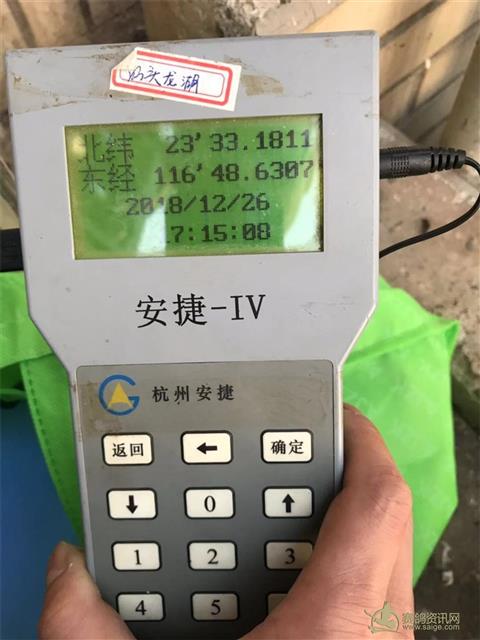 汕头龙湖
北纬 23'33.1811
东经 116'48.6307
2018/12/26
17:15:08
安捷-IV
杭州安捷
返回 ← 确定
↓ 0 ↑
1 2 3
4 5
赛鸽资讯网
www.saige.com